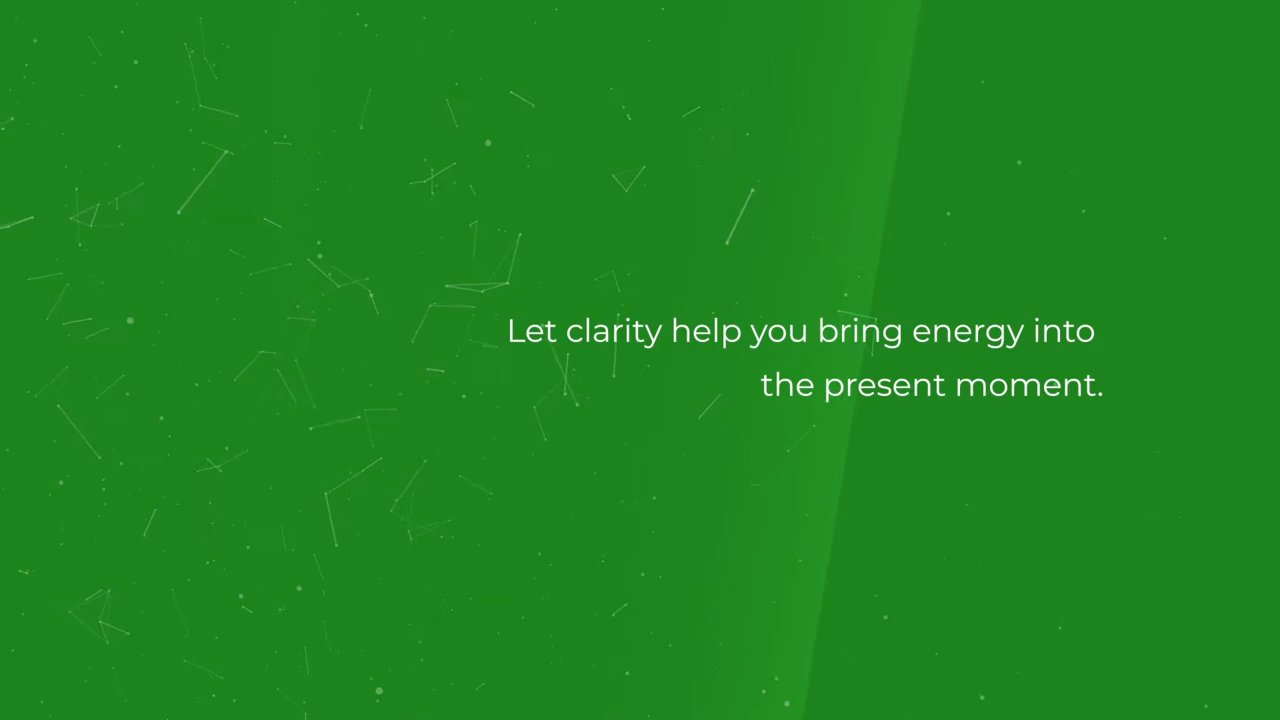 Let clarity help you bring energy into
the present moment.